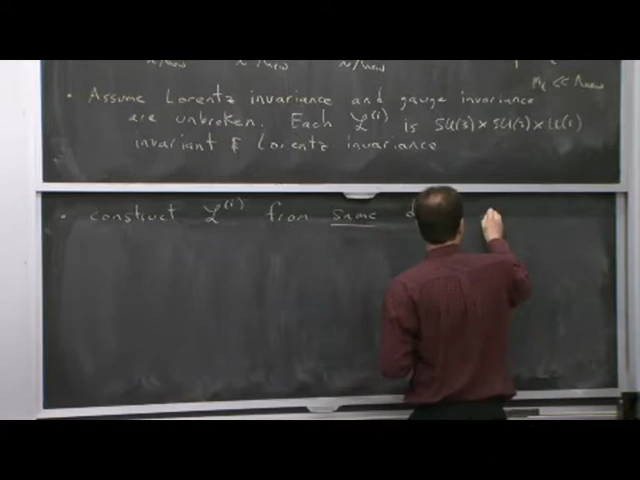 • Assume Lorentz invariance and gauge invariance
are unbroken. Each ℒ^(i) is SU(3)×SU(2)×U(1)
invariant & Lorentz invariance
• construct ℒ^(i) from same